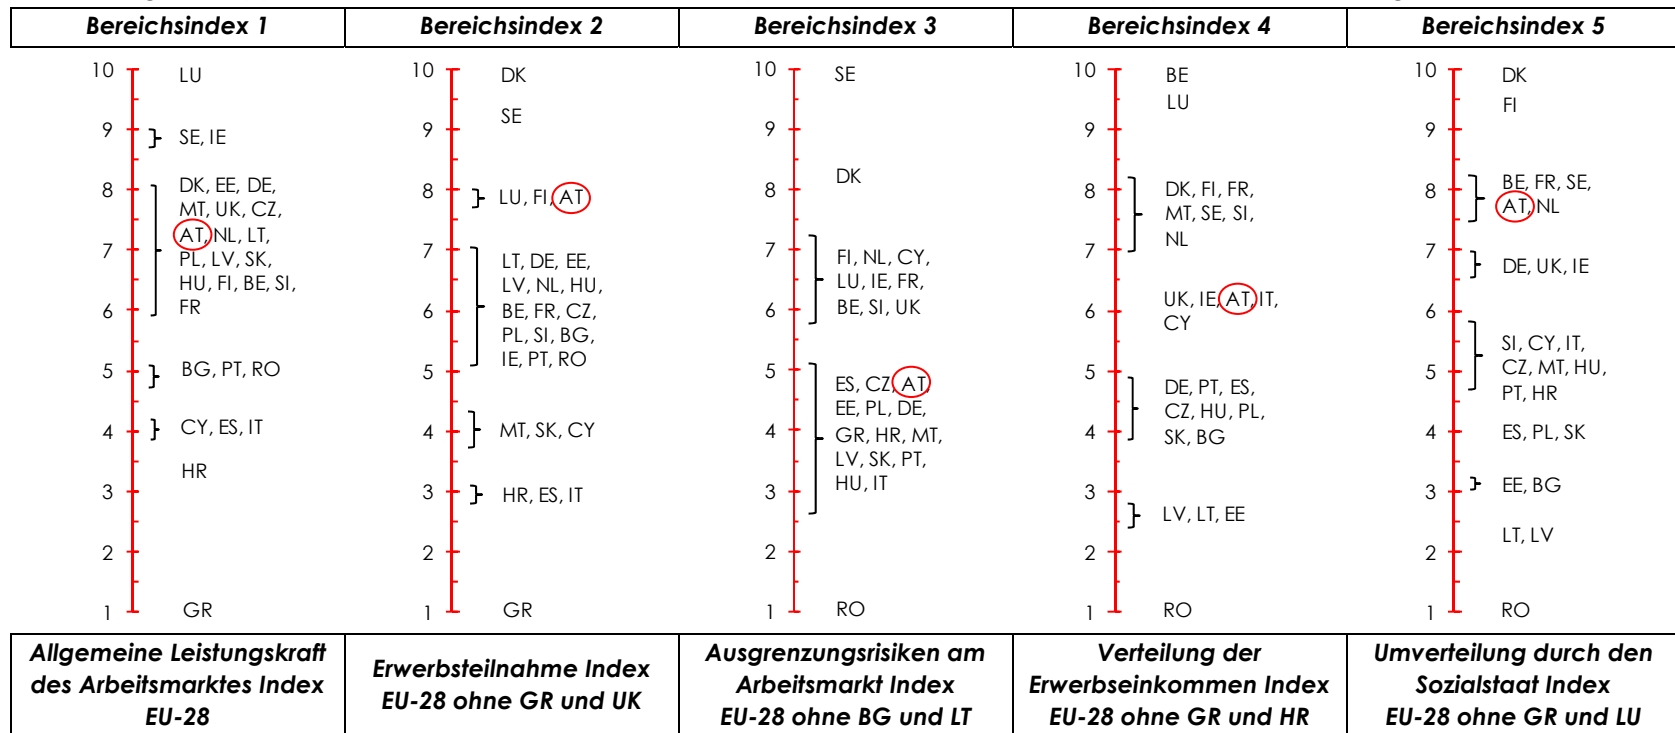 Bereichsindex 1
Bereichsindex 2
Bereichsindex 3
Bereichsindex 4
Bereichsindex 5
10
9
8
7
6
5
4
3
2
1
LU
SE, IE
DK, EE, DE,
MT, UK, CZ,
AT, NL, LT,
PL, LV, SK,
HU, FI, BE, SI,
FR
BG, PT, RO
CY, ES, IT
HR
GR
10
9
8
7
6
5
4
3
2
1
DK
SE
LU, FI, AT
LT, DE, EE,
LV, NL, HU,
BE, FR, CZ,
PL, SI, BG,
IE, PT, RO
MT, SK, CY
HR, ES, IT
GR
10
9
8
7
6
5
4
3
2
1
SE
DK
FI, NL, CY,
LU, IE, FR,
BE, SI, UK
ES, CZ, AT,
EE, PL, DE,
GR, HR, MT,
LV, SK, PT,
HU, IT
RO
10
9
8
7
6
5
4
3
2
1
BE
LU
DK, FI, FR,
MT, SE, SI,
NL
UK, IE, AT, IT,
CY
DE, PT, ES,
CZ, HU, PL,
SK, BG
LV, LT, EE
RO
10
9
8
7
6
5
4
3
2
1
DK
FI
BE, FR, SE,
AT, NL
DE, UK, IE
SI, CY, IT,
CZ, MT, HU,
PT, HR
ES, PL, SK
EE, BG
LT, LV
RO
Allgemeine Leistungskraft
des Arbeitsmarktes Index
EU-28
Erwerbsteilnahme Index
EU-28 ohne GR und UK
Ausgrenzungsrisiken am
Arbeitsmarkt Index
EU-28 ohne BG und LT
Verteilung der
Erwerbseinkommen Index
EU-28 ohne GR und HR
Umverteilung durch den
Sozialstaat Index
EU-28 ohne GR und LU